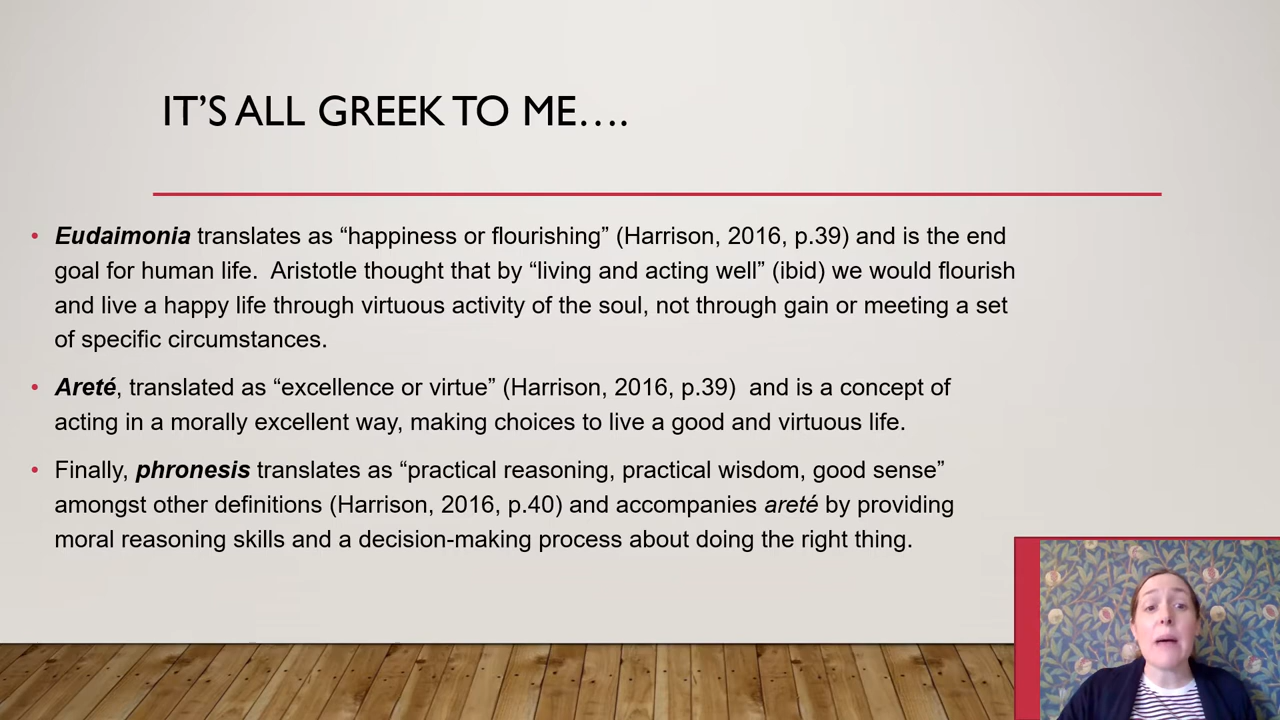 IT'S ALL GREEK TO ME….
• Eudaimonia translates as “happiness or flourishing” (Harrison, 2016, p.39) and is the end
goal for human life.  Aristotle thought that by “living and acting well” (ibid) we would flourish
and live a happy life through virtuous activity of the soul, not through gain or meeting a set
of specific circumstances.
• Areté, translated as “excellence or virtue” (Harrison, 2016, p.39)  and is a concept of
acting in a morally excellent way, making choices to live a good and virtuous life.
• Finally, phronesis translates as “practical reasoning, practical wisdom, good sense”
amongst other definitions (Harrison, 2016, p.40) and accompanies areté by providing
moral reasoning skills and a decision-making process about doing the right thing.